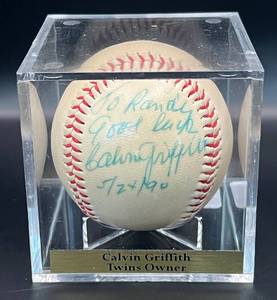 To Randi
Good luck
Calvin Griffith
5/24/90
Calvin Griffith
Twins Owner